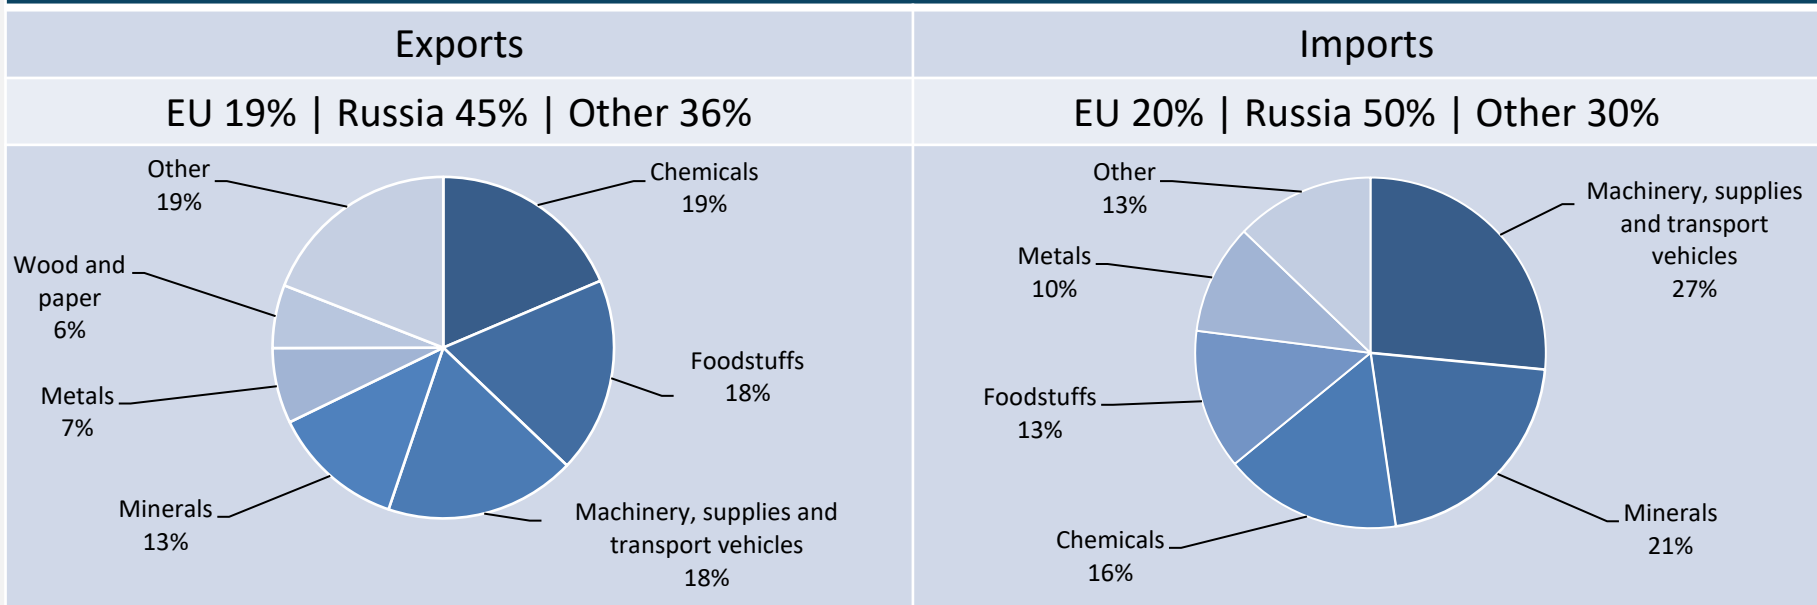 Exports
EU 19% | Russia 45% | Other 36%
Other
19%
Chemicals
19%
Wood and
paper
6%
Foodstuffs
18%
Metals
7%
Minerals
13%
Machinery, supplies and
transport vehicles
18%
Imports
EU 20% | Russia 50% | Other 30%
Other
13%
Machinery, supplies
and transport
vehicles
27%
Metals
10%
Foodstuffs
13%
Minerals
21%
Chemicals
16%